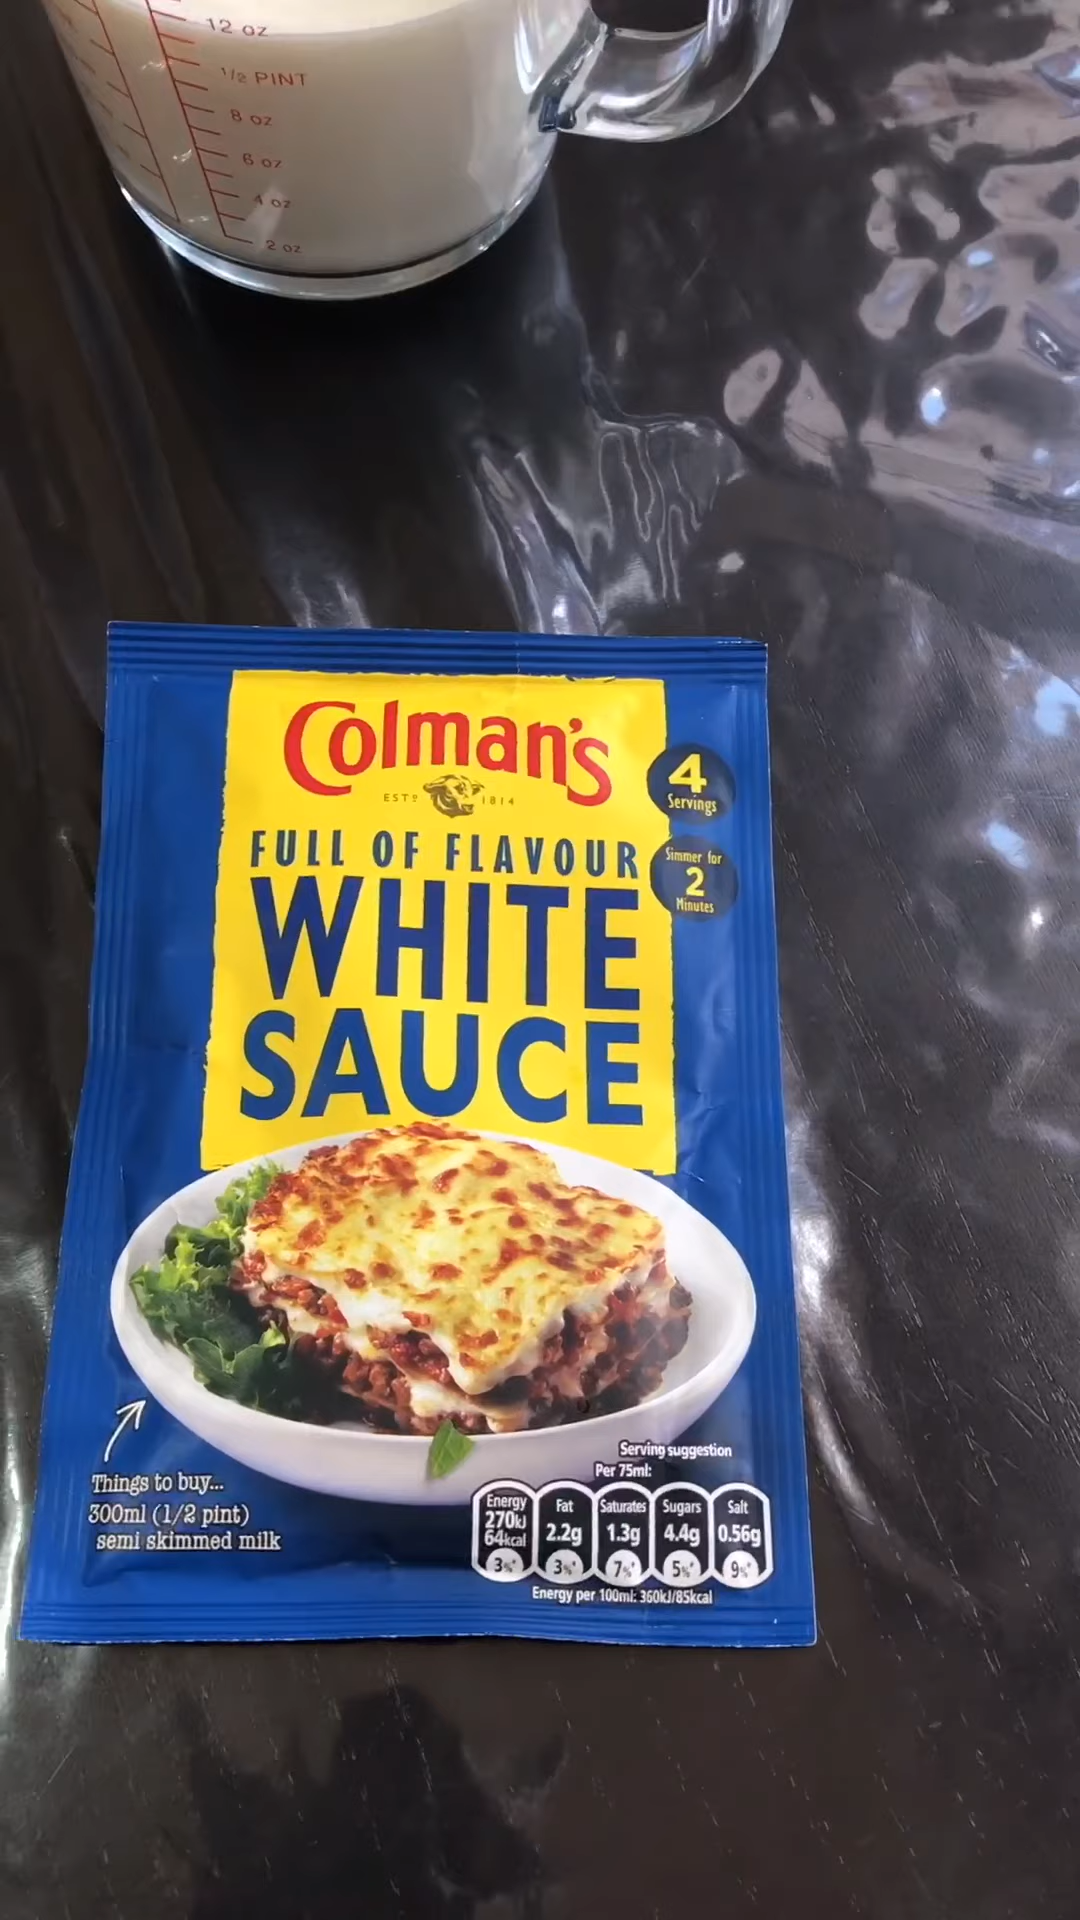 12 oz
1/2 PINT
8 oz
6 oz
4 oz
2 oz
Colman's
ESTD 1814
4
Servings
FULL OF FLAVOUR
Simmer for
2
Minutes
WHITE
SAUCE
Things to buy...
300ml (1/2 pint)
semi skimmed milk
Serving suggestion
Per 75ml:
Energy
270kJ
64kcal
3%*
Fat
2.2g
3%*
Saturates
1.3g
7%*
Sugars
4.4g
5%*
Salt
0.56g
9%*
Energy per 100ml: 360kJ/85kcal